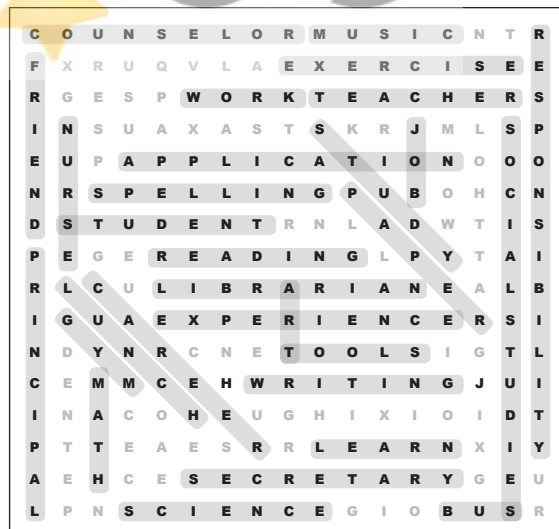 C O U N S E L O R M U S I C N T R
F X R U Q V L A E X E R C I S E E
R G E S P W O R K T E A C H E R S
I N S U A X A S T S K R J M L S P
E U P A P P L I C A T I O N O O O
N R S P E L L I N G P U B O H C N
D S T U D E N T R N L A D W T I S
P E G E R E A D I N G L P Y T A I
R L C U L I B R A R I A N E A L B
I G U A E X P E R I E N C E R S I
N D Y N R C N E T O O L S I G T L
C E M M C E H W R I T I N G J U I
I N A C O H E U G H I X I O I D T
P T T E A E S R R L E A R N X I Y
A E H C E S E C R E T A R Y G E U
L P N S C I E N C E G I O B U S R